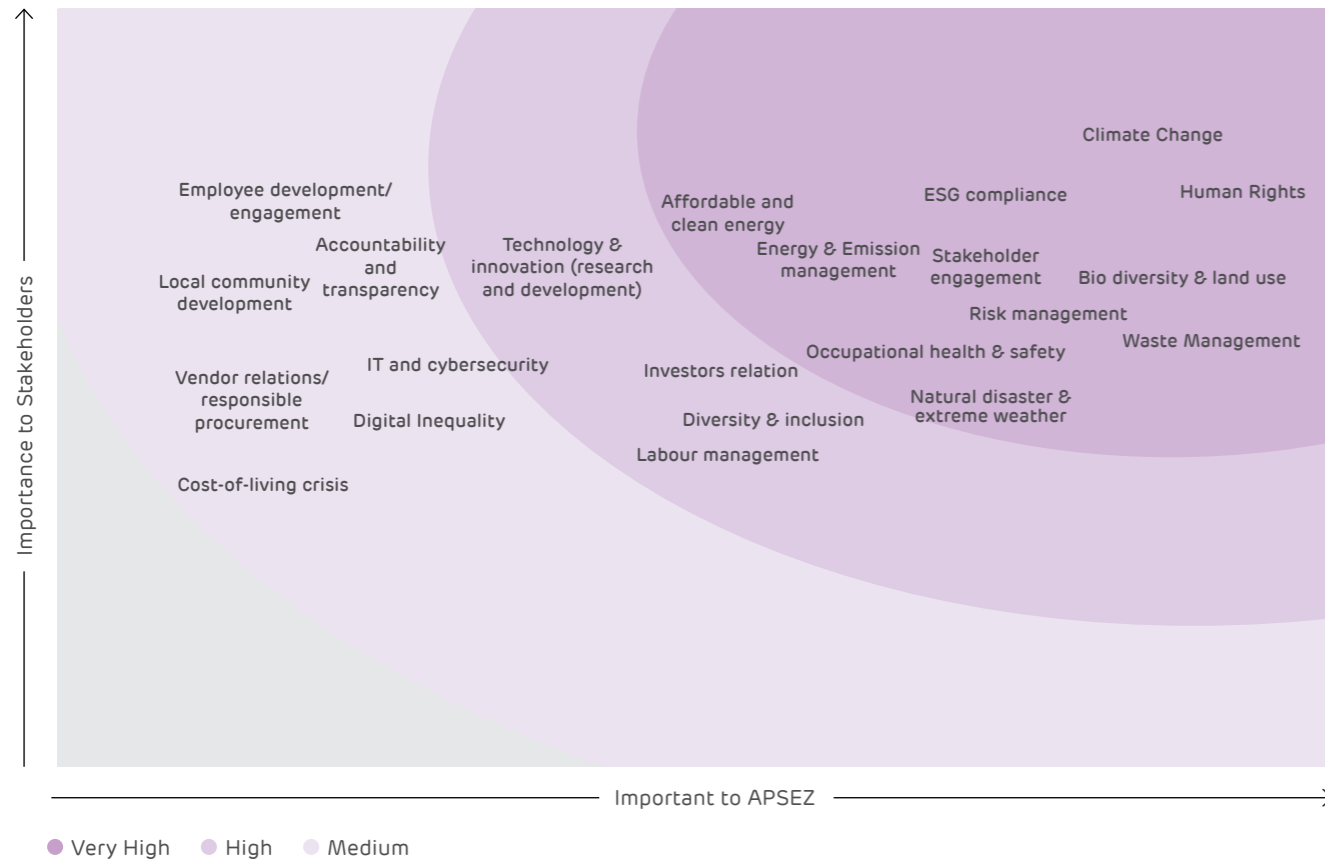 Importance to Stakeholders
Climate Change
Employee development/
engagement
Affordable and
clean energy
ESG compliance
Human Rights
Accountability
and
transparency
Technology &
innovation (research
and development)
Energy & Emission
management
Stakeholder
engagement
Bio diversity & land use
Local community
development
Risk management
Waste Management
Occupational health & safety
IT and cybersecurity
Investors relation
Vendor relations/
responsible
procurement
Natural disaster &
extreme weather
Digital Inequality
Diversity & inclusion
Labour management
Cost-of-living crisis
Important to APSEZ
Very High
High
Medium